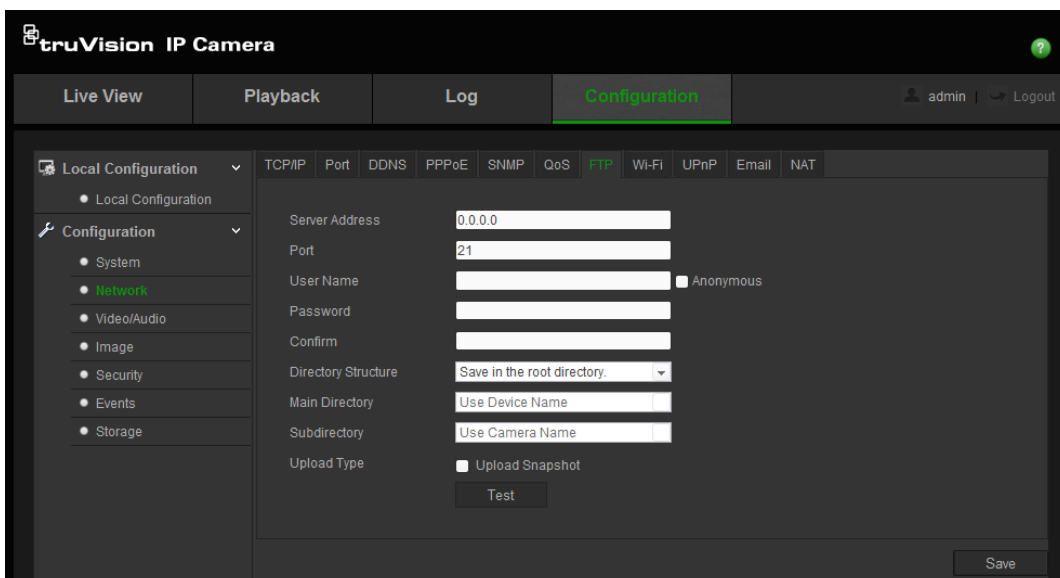 truVision IP Camera
?
Live View Playback Log Configuration admin | Logout
Local Configuration
Local Configuration
Configuration
System
Network
Video/Audio
Image
Security
Events
Storage
TCP/IP Port DDNS PPPoE SNMP QoS FTP Wi-Fi UPnP Email NAT
Server Address 0.0.0.0
Port 21
User Name Anonymous
Password
Confirm
Directory Structure Save in the root directory.
Main Directory Use Device Name
Subdirectory Use Camera Name
Upload Type Upload Snapshot
Test
Save